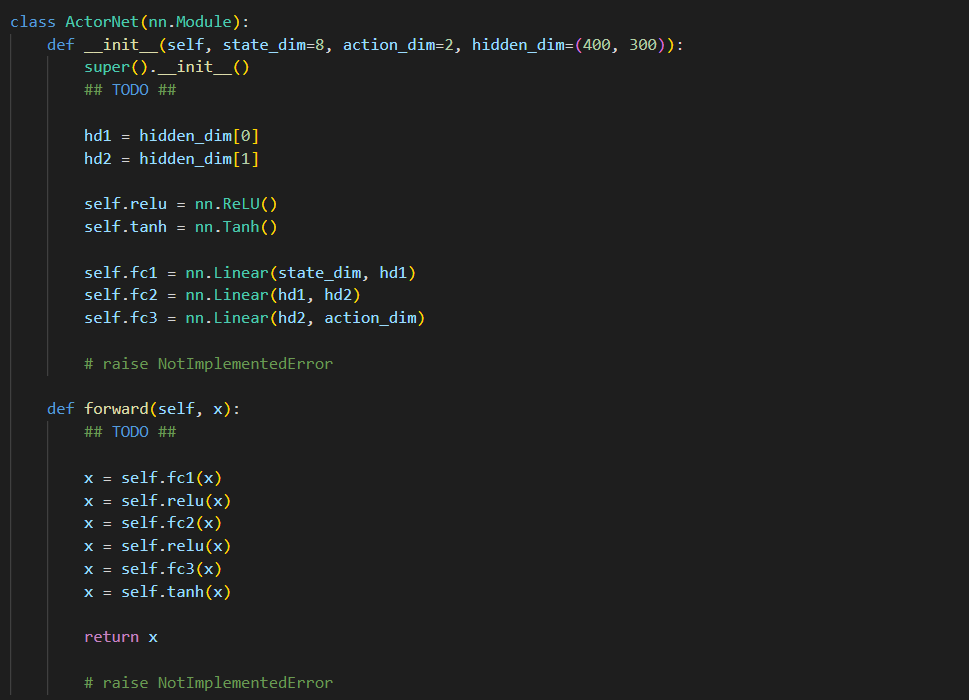 class ActorNet(nn.Module):
    def __init__(self, state_dim=8, action_dim=2, hidden_dim=(400, 300)):
        super().__init__()
        ## TODO ##

        hd1 = hidden_dim[0]
        hd2 = hidden_dim[1]

        self.relu = nn.ReLU()
        self.tanh = nn.Tanh()

        self.fc1 = nn.Linear(state_dim, hd1)
        self.fc2 = nn.Linear(hd1, hd2)
        self.fc3 = nn.Linear(hd2, action_dim)

        # raise NotImplementedError

    def forward(self, x):
        ## TODO ##

        x = self.fc1(x)
        x = self.relu(x)
        x = self.fc2(x)
        x = self.relu(x)
        x = self.fc3(x)
        x = self.tanh(x)

        return x

        # raise NotImplementedError